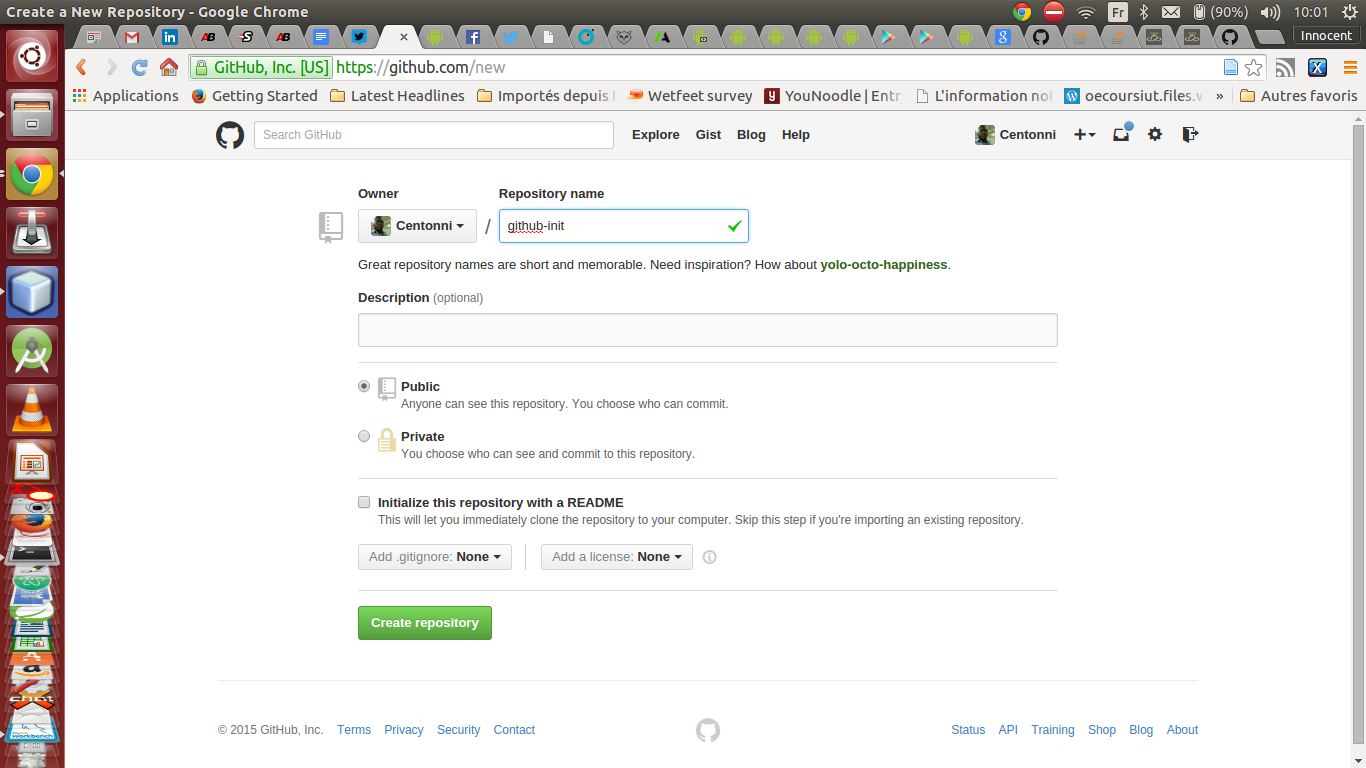 Create a New Repository - Google Chrome
Fr (90%) 10:01
Innocent
GitHub, Inc. [US] https://github.com/new
Applications Getting Started Latest Headlines Importés depuis Wetfeet survey YouNoodle | Entr L'information no oecoursiut.files.v » Autres favoris
Search GitHub Explore Gist Blog Help Centonni
Owner Repository name
Centonni / github-init
Great repository names are short and memorable. Need inspiration? How about yolo-octo-happiness.
Description (optional)
Public
Anyone can see this repository. You choose who can commit.
Private
You choose who can see and commit to this repository.
Initialize this repository with a README
This will let you immediately clone the repository to your computer. Skip this step if you're importing an existing repository.
Add .gitignore: None Add a license: None
Create repository
© 2015 GitHub, Inc. Terms Privacy Security Contact Status API Training Shop Blog About